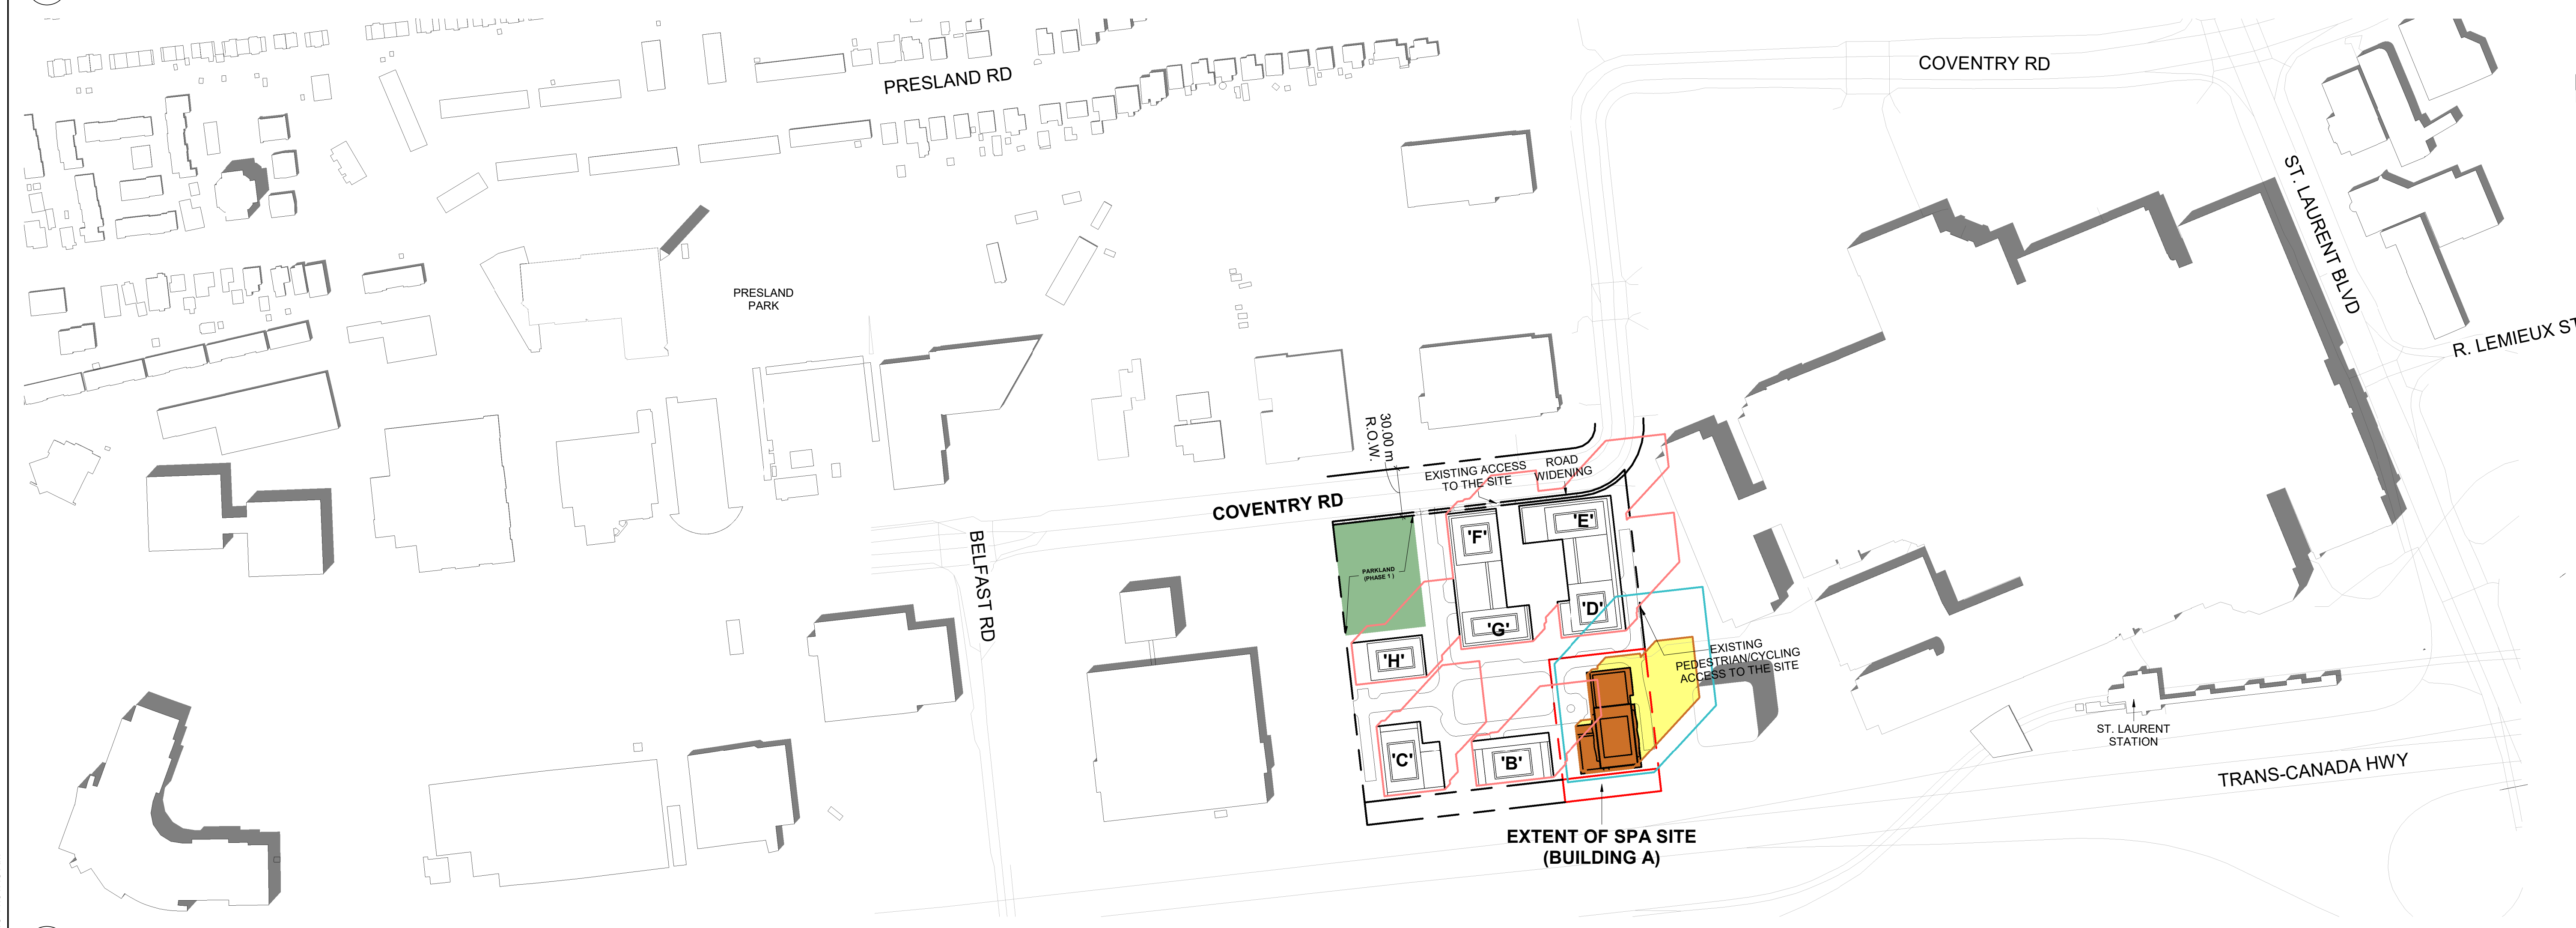 COVENTRY RD
PRESLAND RD
ST. LAURENT BLVD
PRESLAND
PARK
R. LEMIEUX ST
30.00 m
R.O.W.
EXISTING ACCESS
TO THE SITE
ROAD
WIDENING
COVENTRY RD
BELFAST RD
'F'
'E'
PARKLAND
(PHASE 1 )
'D'
'G'
'H'
EXISTING
PEDESTRIAN/CYCLING
ACCESS TO THE SITE
ST. LAURENT
STATION
'C'
'B'
TRANS-CANADA HWY
EXTENT OF SPA SITE
(BUILDING A)